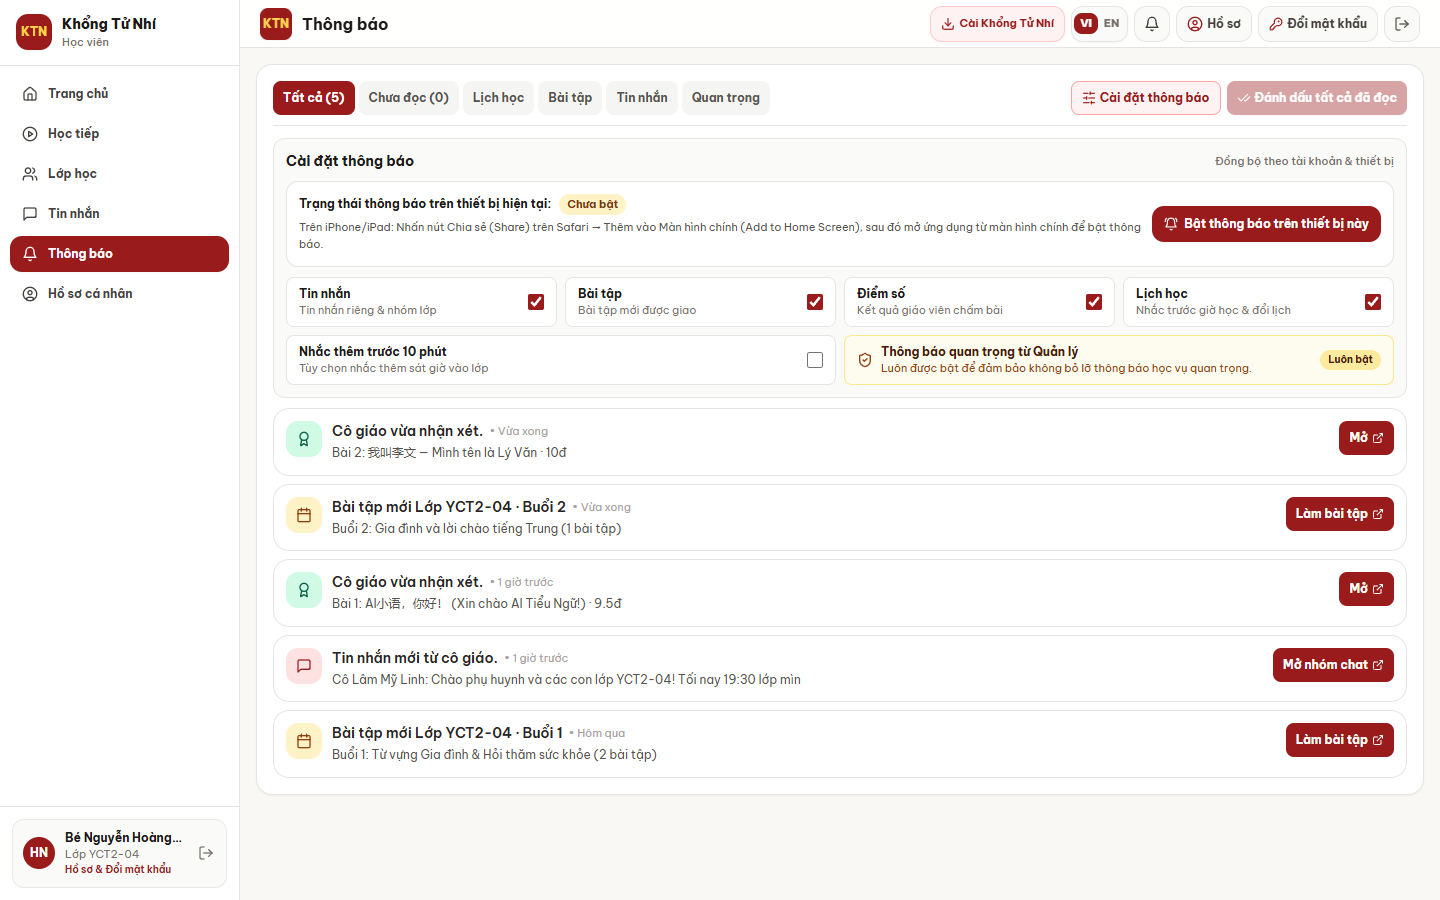 KTN
Khổng Tử Nhí
Học viên
Trang chủ
Học tiếp
Lớp học
Tin nhắn
Thông báo
Hồ sơ cá nhân
HN
Bé Nguyễn Hoàng...
Lớp YCT2-04
Hồ sơ & Đổi mật khẩu
KTN
Thông báo
Cài Khổng Tử Nhí
VI EN
Hồ sơ
Đổi mật khẩu
Tất cả (5)
Chưa đọc (0)
Lịch học
Bài tập
Tin nhắn
Quan trọng
Cài đặt thông báo
Đánh dấu tất cả đã đọc
Cài đặt thông báo
Đồng bộ theo tài khoản & thiết bị
Trạng thái thông báo trên thiết bị hiện tại: Chưa bật
Trên iPhone/iPad: Nhấn nút Chia sẻ (Share) trên Safari → Thêm vào Màn hình chính (Add to Home Screen), sau đó mở ứng dụng từ màn hình chính để bật thông
báo.
Bật thông báo trên thiết bị này
Tin nhắn
Tin nhắn riêng & nhóm lớp
Bài tập
Bài tập mới được giao
Điểm số
Kết quả giáo viên chấm bài
Lịch học
Nhắc trước giờ học & đổi lịch
Nhắc thêm trước 10 phút
Tùy chọn nhắc thêm sát giờ vào lớp
Thông báo quan trọng từ Quản lý
Luôn được bật để đảm bảo không bỏ lỡ thông báo học vụ quan trọng.
Luôn bật
Cô giáo vừa nhận xét. • Vừa xong
Bài 2: 我叫李文 — Mình tên là Lý Văn · 10đ
Mở
Bài tập mới Lớp YCT2-04 · Buổi 2 • Vừa xong
Buổi 2: Gia đình và lời chào tiếng Trung (1 bài tập)
Làm bài tập
Cô giáo vừa nhận xét. • 1 giờ trước
Bài 1: AI小语，你好！ (Xin chào AI Tiểu Ngữ!) · 9.5đ
Mở
Tin nhắn mới từ cô giáo. • 1 giờ trước
Cô Lâm Mỹ Linh: Chào phụ huynh và các con lớp YCT2-04! Tối nay 19:30 lớp mìn
Mở nhóm chat
Bài tập mới Lớp YCT2-04 · Buổi 1 • Hôm qua
Buổi 1: Từ vựng Gia đình & Hỏi thăm sức khỏe (2 bài tập)
Làm bài tập